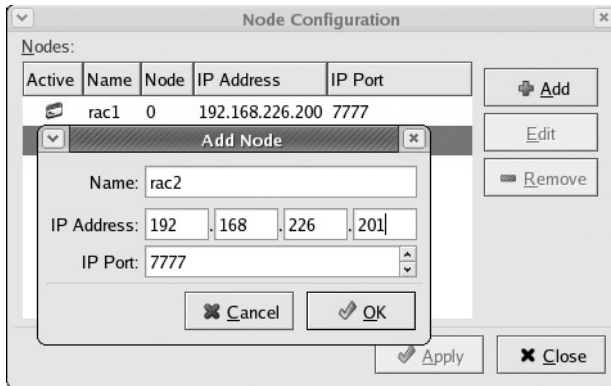 Node Configuration
Nodes:
Active Name Node IP Address IP Port
rac1 0 192.168.226.200 7777
Add
Edit
Remove
Add Node
Name: rac2
IP Address: 192 . 168 . 226 . 201
IP Port: 7777
Cancel OK
Apply Close